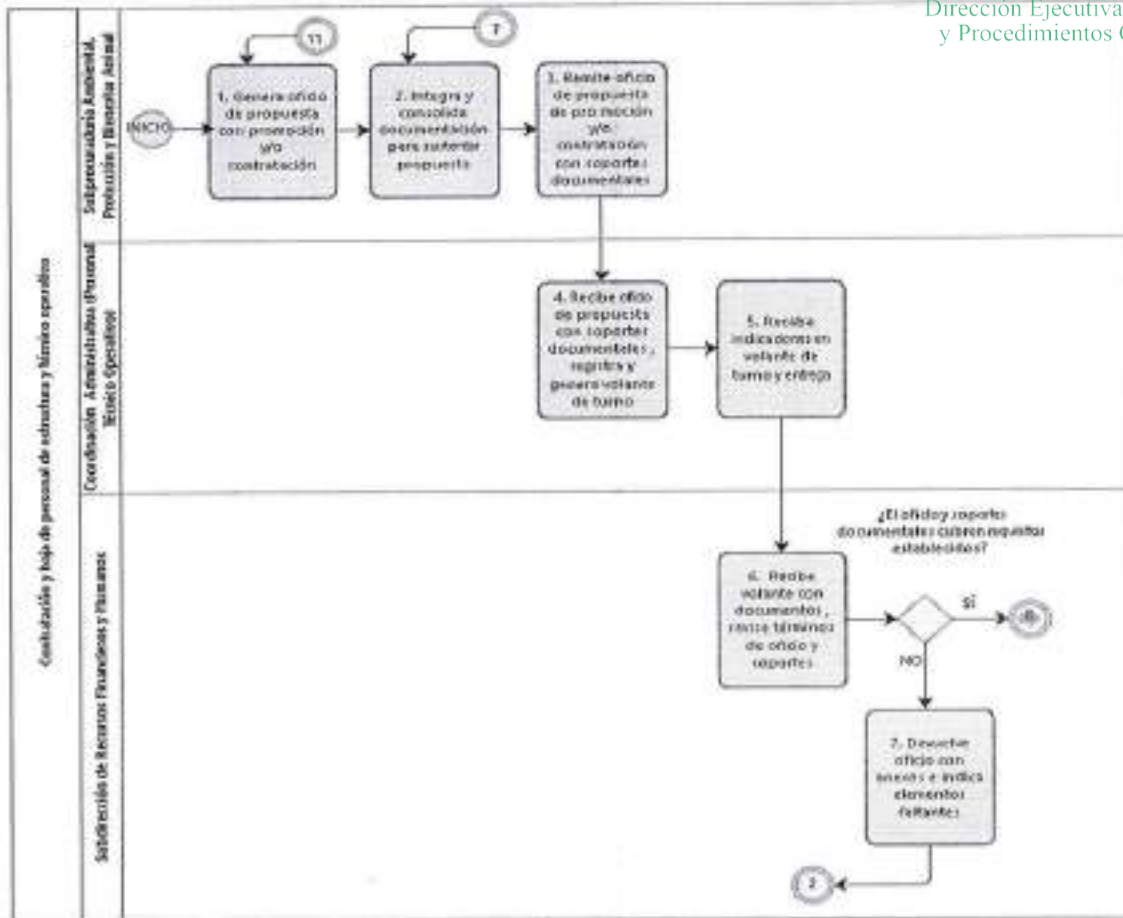 Dirección Ejecutiva
y Procedimientos
Contratación y baja de personal de estructura y técnico operativo
Subprocuraduría Ambiental,
Protección y Bienestar Animal
INICIO
11
1. Genera oficio
de propuesta
con promoción
y/o
contratación
7
2. Integra y
consolida
documentación
para sustentar
propuesta
3. Remite oficio
de propuesta
de promoción
y/o
contratación
con soportes
documentales
Coordinación Administrativa (Personal
Técnico Operativo)
4. Recibe oficio
de propuesta
con soportes
documentales,
registra y
genera volante
de turno
5. Recaba
indicadores en
volante de
turno y entrega
Subdirección de Recursos Financieros y Humanos
6. Recibe
volante con
documentos,
revisa términos
de oficio y
soportes
¿El oficio y soportes
documentales cubren requisitos
establecidos?
SÍ
NO
7. Devuelve
oficio con
anexos e indica
elementos
faltantes
2